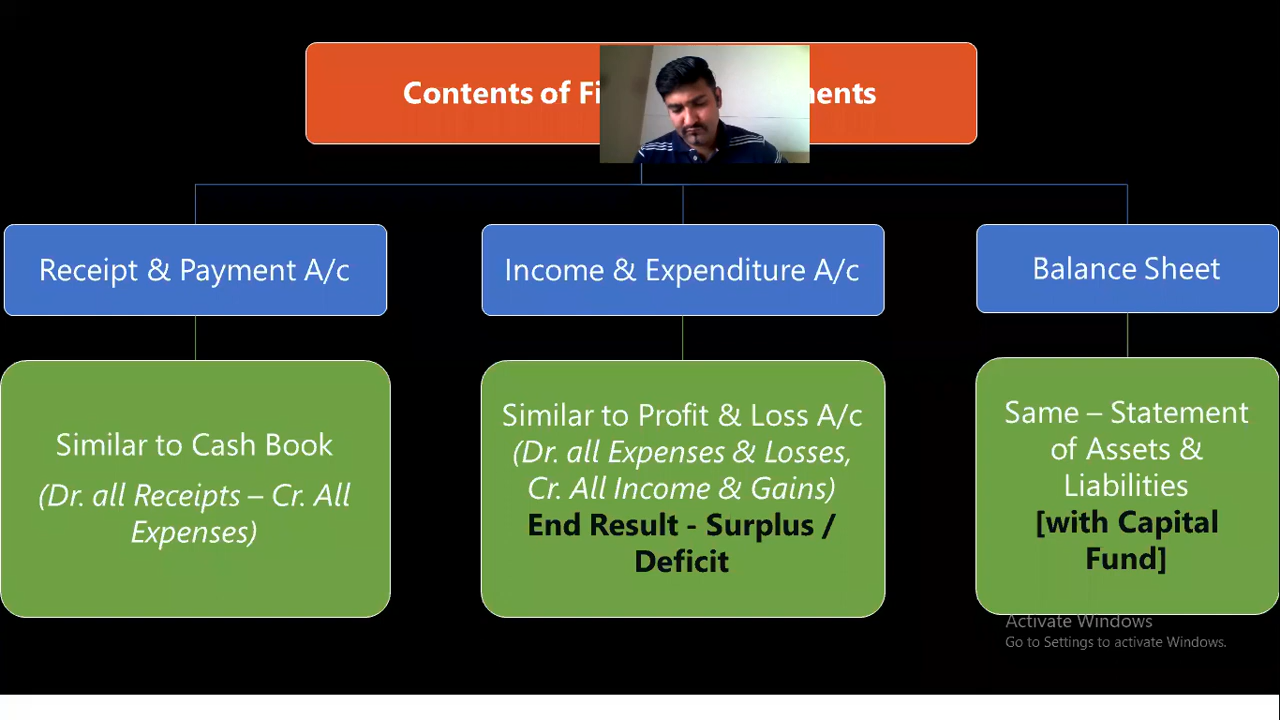 Contents of Fi ments
Receipt & Payment A/c
Income & Expenditure A/c
Balance Sheet
Similar to Cash Book
(Dr. all Receipts – Cr. All
Expenses)
Similar to Profit & Loss A/c
(Dr. all Expenses & Losses,
Cr. All Income & Gains)
End Result - Surplus /
Deficit
Same – Statement
of Assets &
Liabilities
[with Capital
Fund]
Activate Windows
Go to Settings to activate Windows.